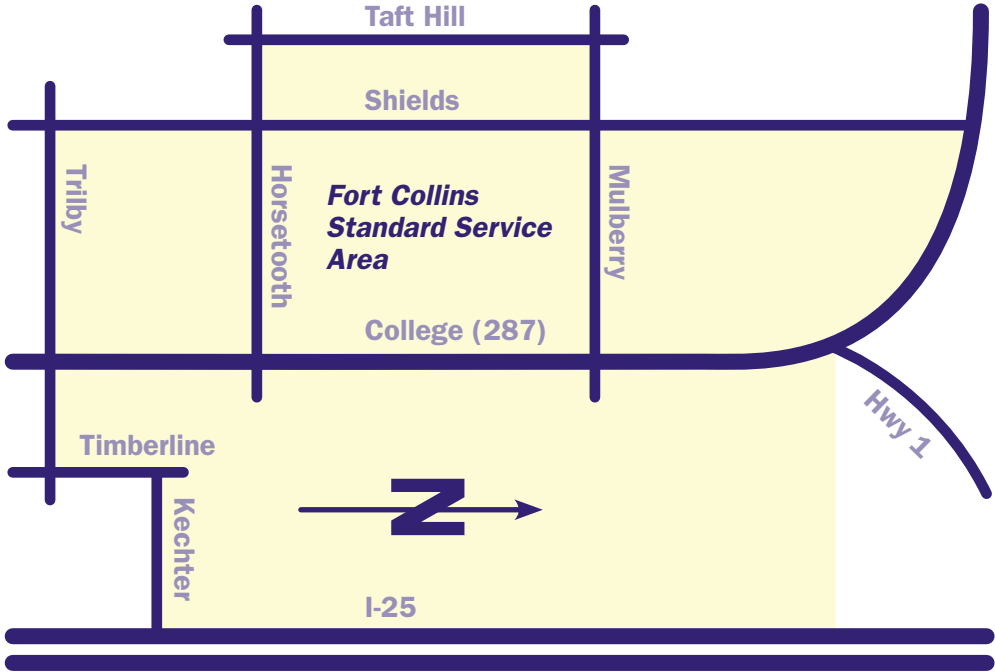 Taft Hill
Shields
Trilby
Horsetooth
Fort Collins
Standard Service
Area
Mulberry
College (287)
Hwy 1
Timberline
Kechter
N
I-25